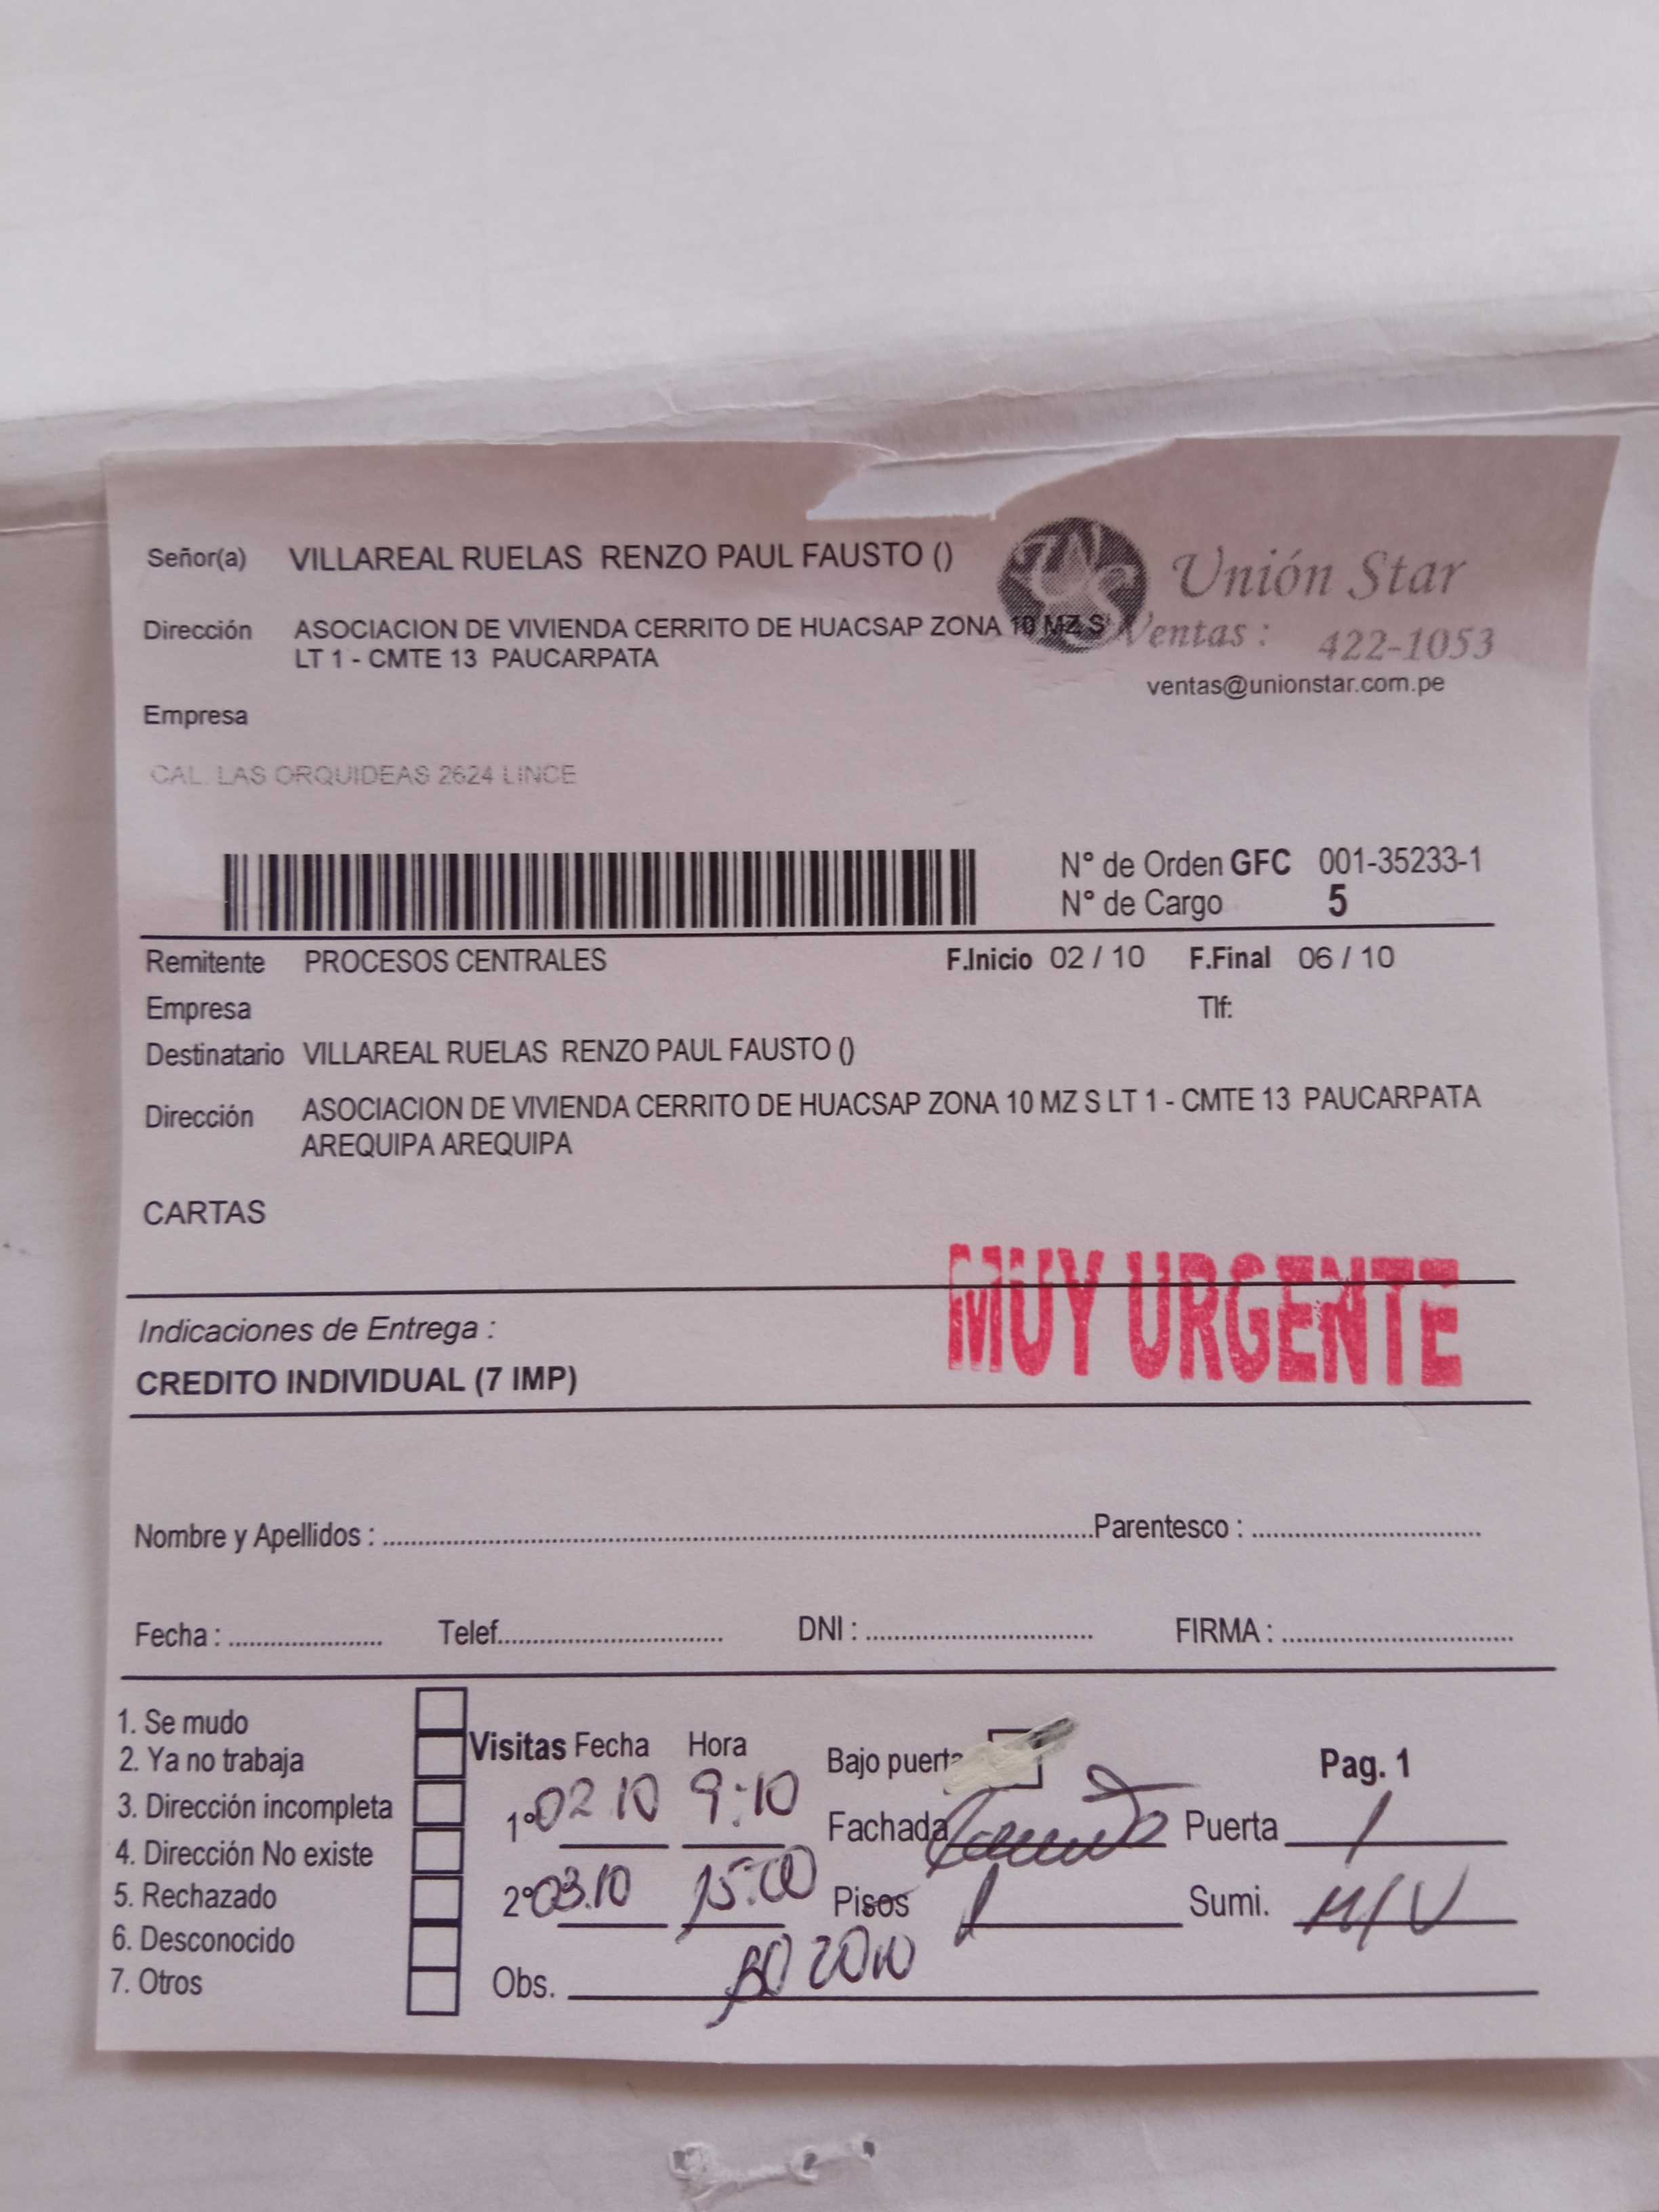 Señor(a) VILLAREAL RUELAS RENZO PAUL FAUSTO ()
Unión Star
Dirección ASOCIACION DE VIVIENDA CERRITO DE HUACSAP ZONA 10 MZ S
LT 1 - CMTE 13 PAUCARPATA
Ventas : 422-1053
ventas@unionstar.com.pe
Empresa
CAL. LAS ORQUIDEAS 2624 LINCE
N° de Orden GFC 001-35233-1
N° de Cargo 5
Remitente PROCESOS CENTRALES F.Inicio 02 / 10 F.Final 06 / 10
Empresa Tlf:
Destinatario VILLAREAL RUELAS RENZO PAUL FAUSTO ()
Dirección ASOCIACION DE VIVIENDA CERRITO DE HUACSAP ZONA 10 MZ S LT 1 - CMTE 13 PAUCARPATA
AREQUIPA AREQUIPA
CARTAS
MUY URGENTE
Indicaciones de Entrega :
CREDITO INDIVIDUAL (7 IMP)
Nombre y Apellidos : Parentesco :
Fecha : Telef. DNI : FIRMA :
1. Se mudo
2. Ya no trabaja
3. Dirección incompleta
4. Dirección No existe
5. Rechazado
6. Desconocido
7. Otros
Visitas Fecha Hora
1° 02 10 9:10
2° 03.10 15:00
Obs.
Bajo puerta
Fachada
Pisos 1
Pag. 1
Puerta 1
Sumi. M/V